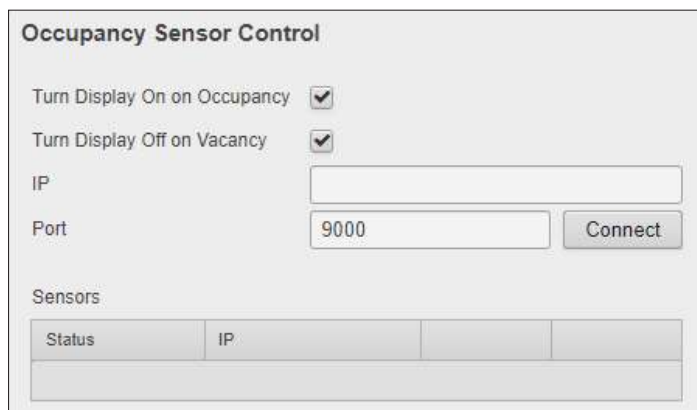 Occupancy Sensor Control
Turn Display On on Occupancy
Turn Display Off on Vacancy
IP
Port 9000 Connect
Sensors
Status IP